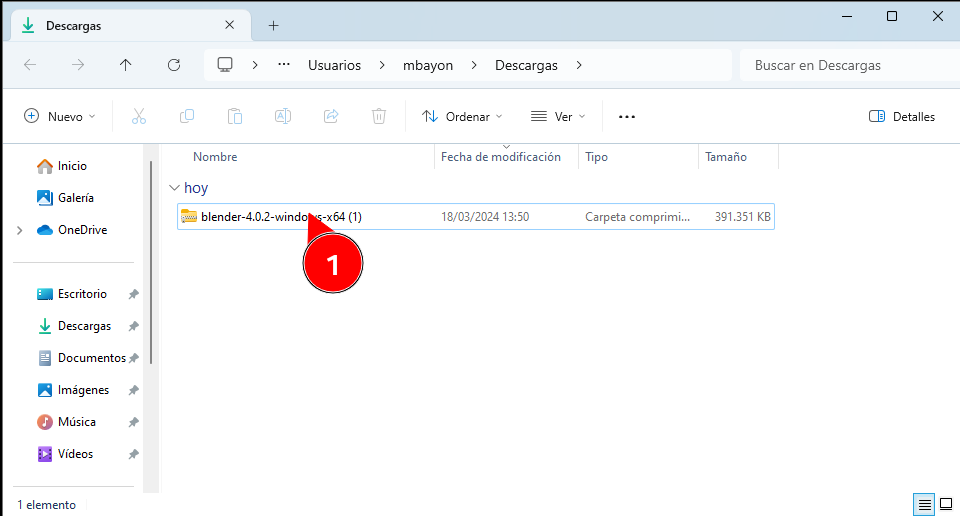 Descargas
Usuarios mbayon Descargas Buscar en Descargas
Nuevo Ordenar Ver Detalles
Nombre Fecha de modificación Tipo Tamaño
Inicio
hoy
Galería
blender-4.0.2-windows-x64 (1) 18/03/2024 13:50 Carpeta comprimi... 391.351 KB
OneDrive
1
Escritorio
Descargas
Documentos
Imágenes
Música
Vídeos
1 elemento